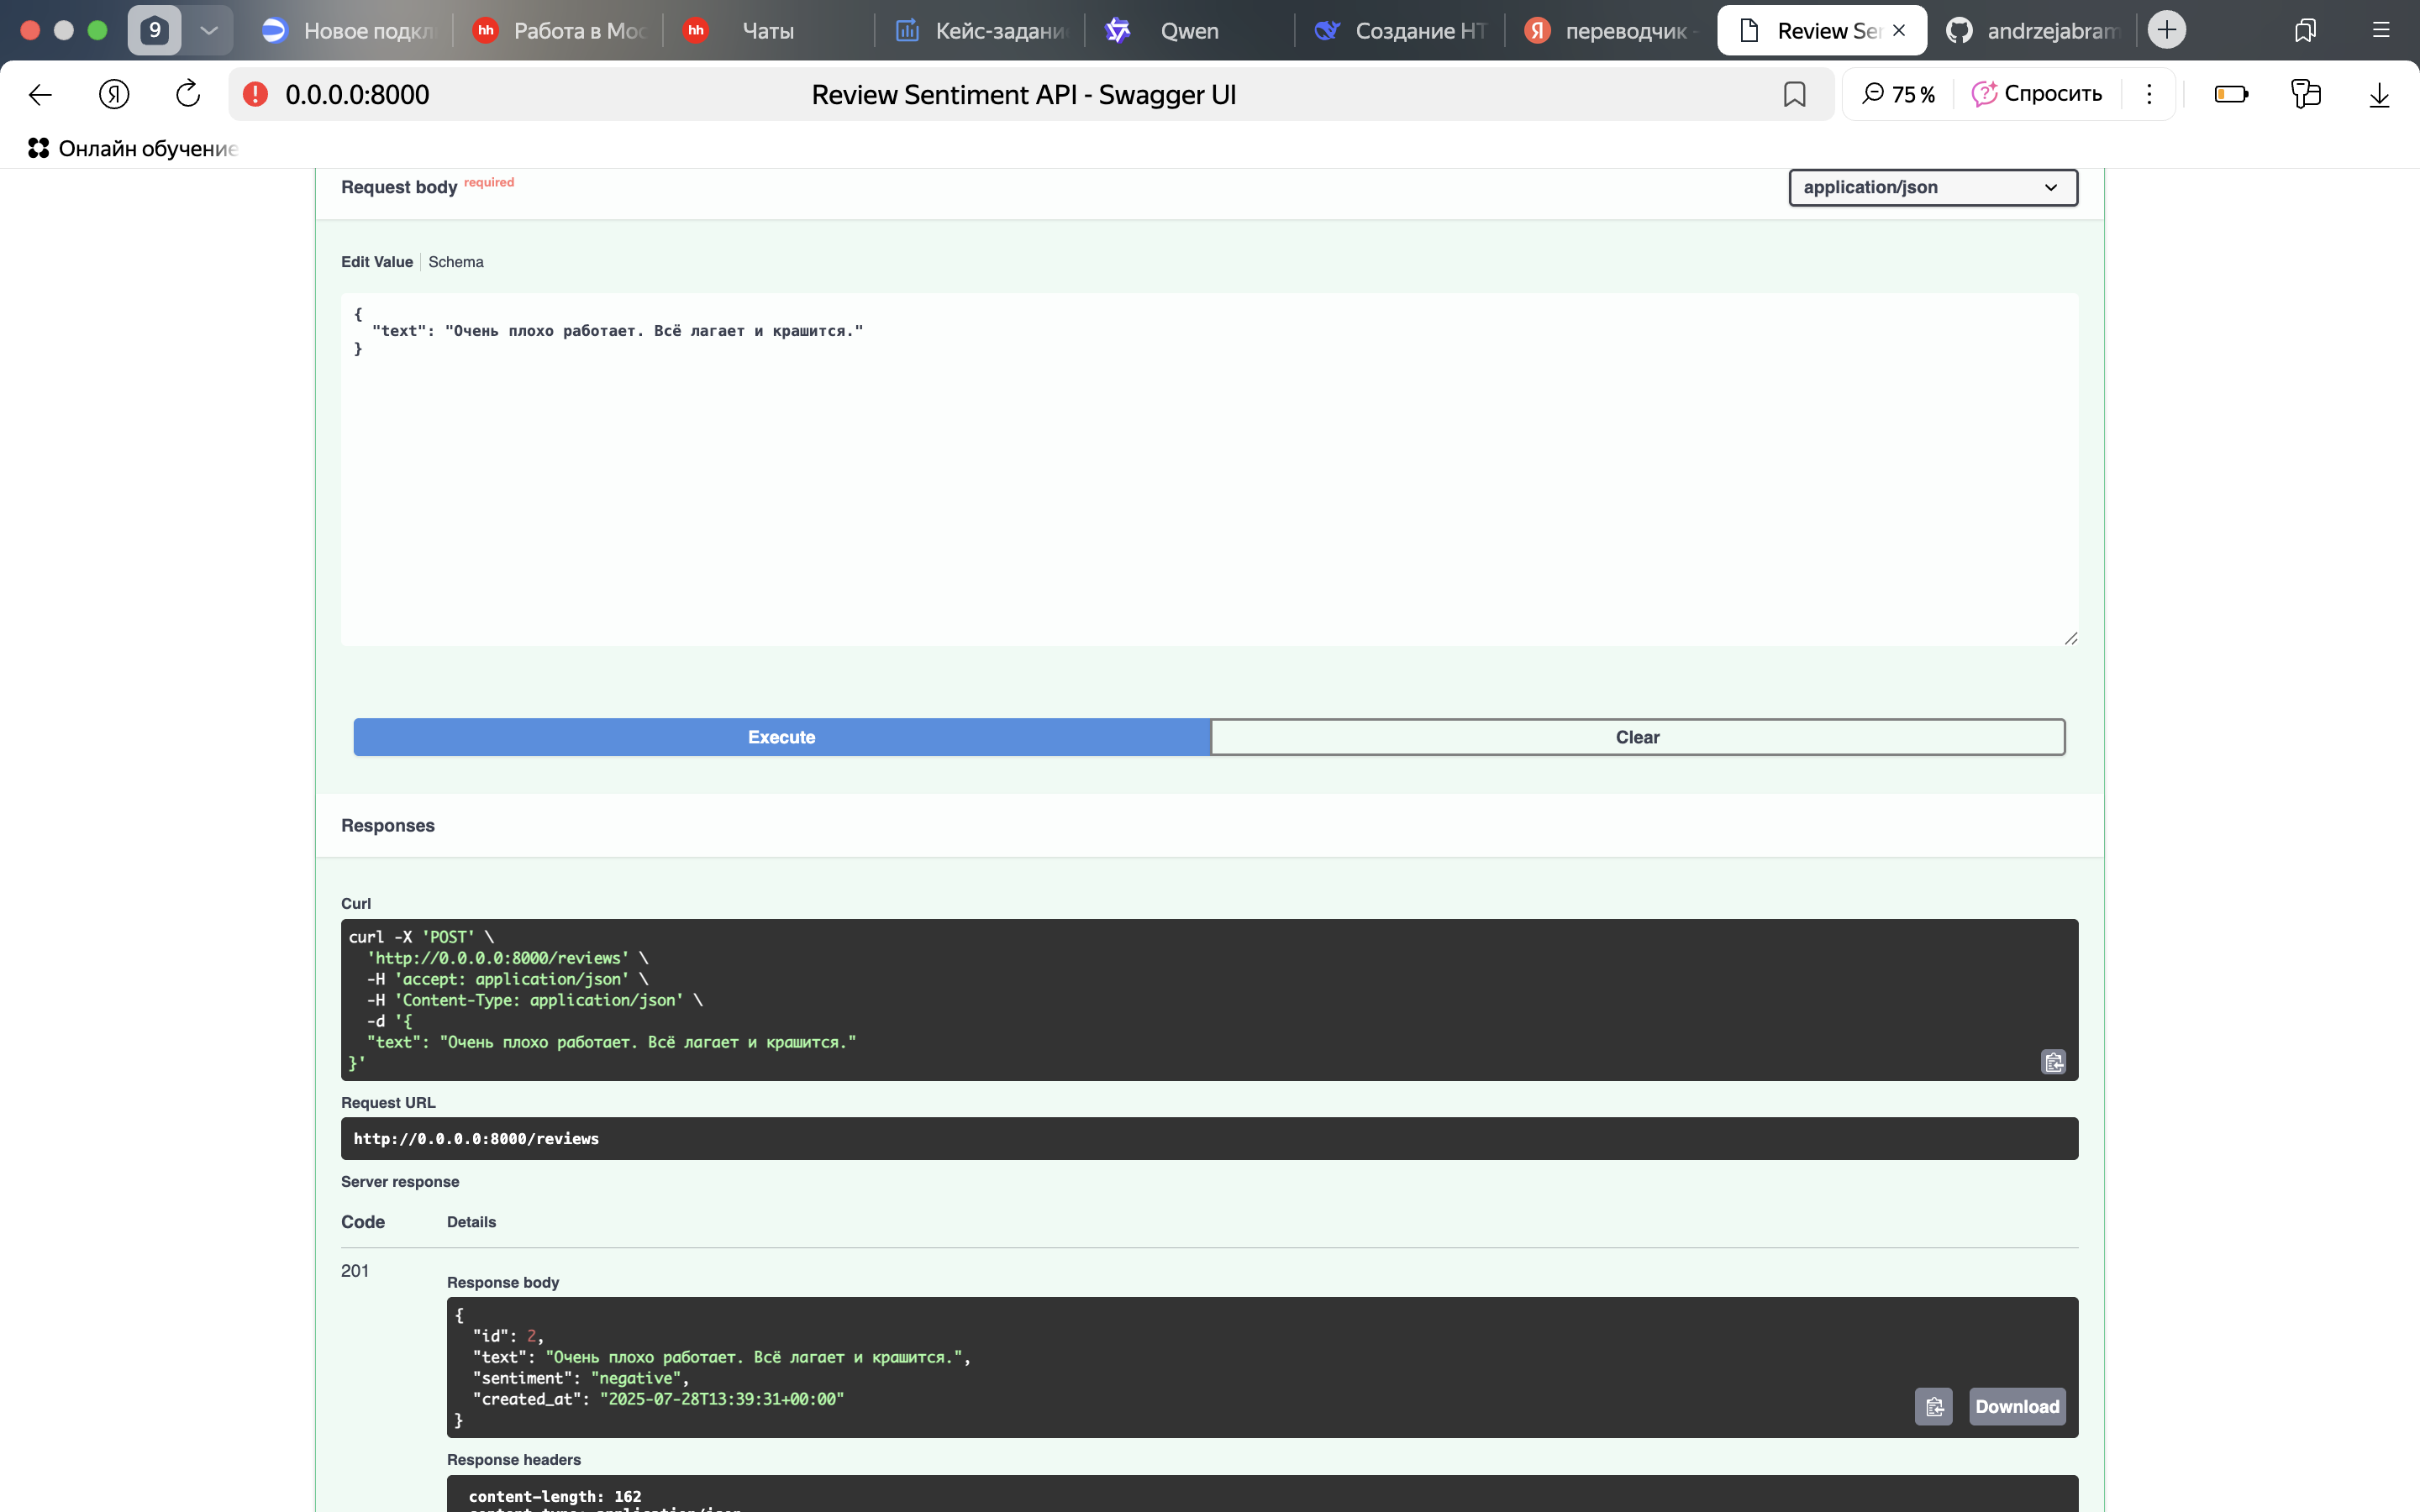 9
Новое подкл
hh Работа в Мос
hh Чаты
Кейс-задани
Qwen
Создание HT
Я переводчик -
Review Ser
andrzejabram
Я
0.0.0.0:8000
Review Sentiment API - Swagger UI
75 %
Спросить
Онлайн обучение
Request body required
application/json
Edit Value
Schema
{
"text": "Очень плохо работает. Всё лагает и крашится."
}
Execute
Clear
Responses
Curl
curl -X 'POST' \
'http://0.0.0.0:8000/reviews' \
-H 'accept: application/json' \
-H 'Content-Type: application/json' \
-d '{
"text": "Очень плохо работает. Всё лагает и крашится."
}'
Request URL
http://0.0.0.0:8000/reviews
Server response
Code
Details
201
Response body
{
"id": 2,
"text": "Очень плохо работает. Всё лагает и крашится.",
"sentiment": "negative",
"created_at": "2025-07-28T13:39:31+00:00"
}
Download
Response headers
content-length: 162